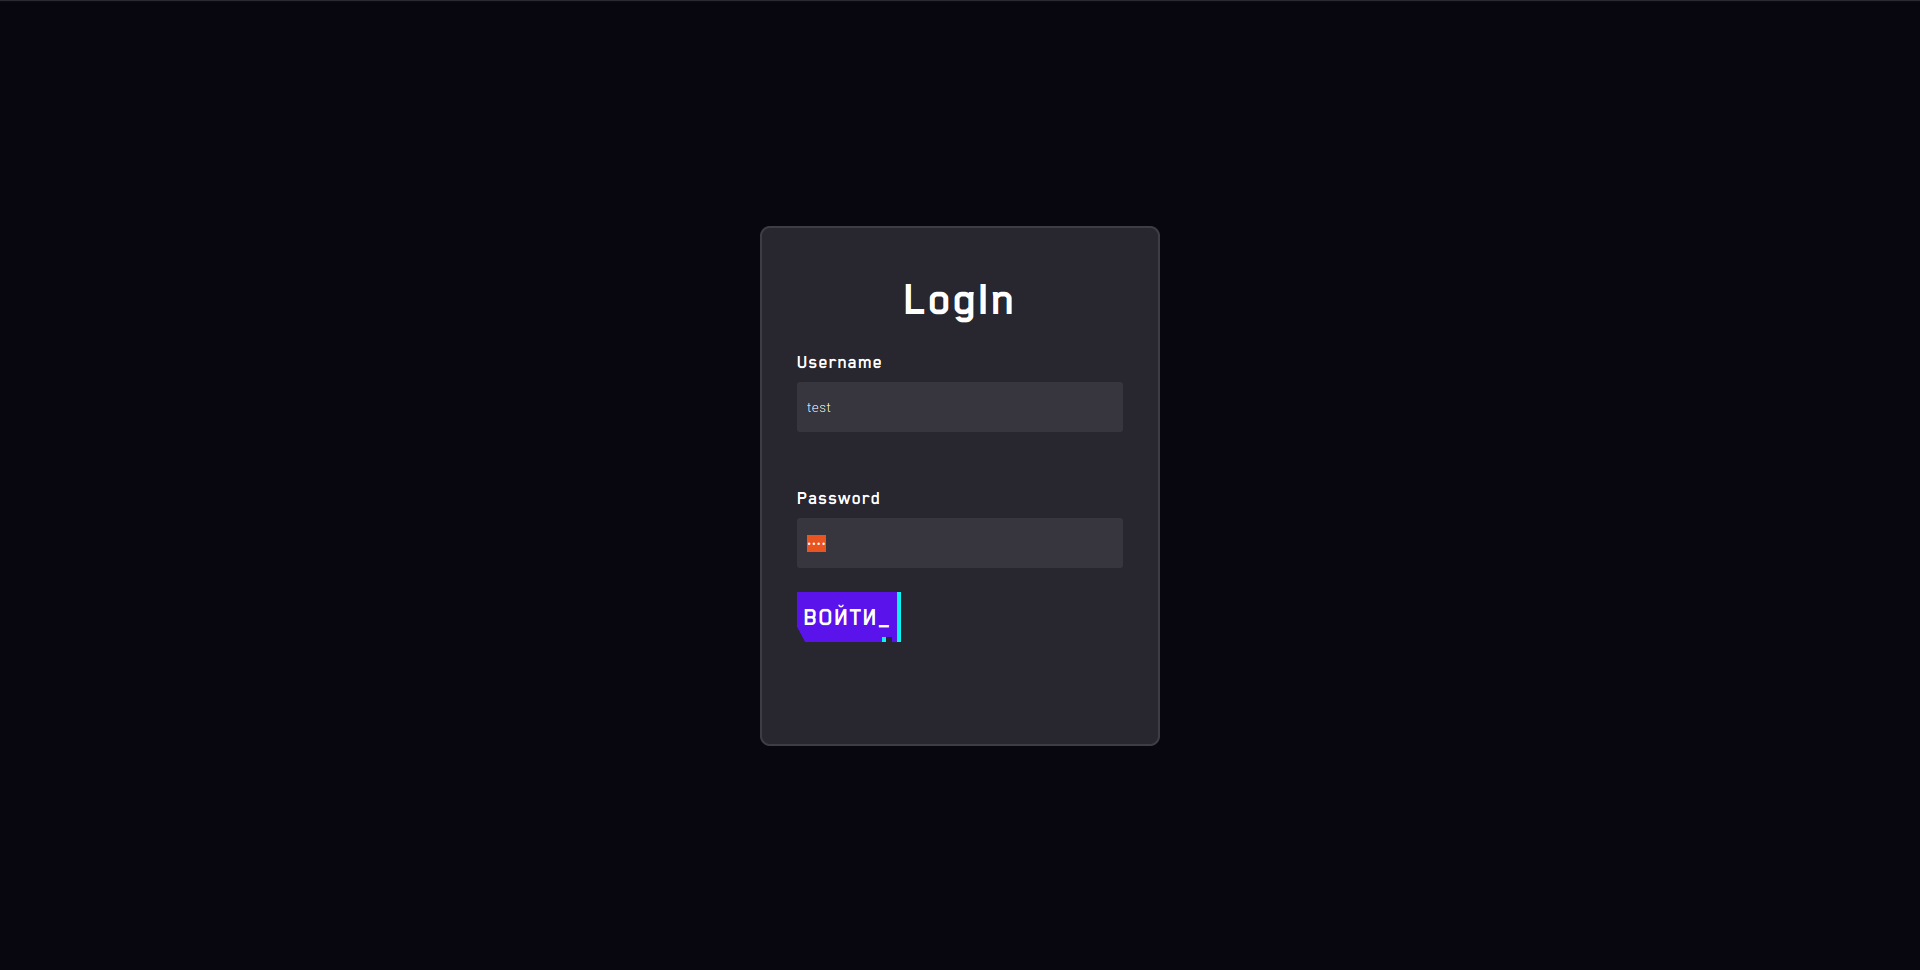 LogIn
Username
test
Password
••••
ВОЙТИ_